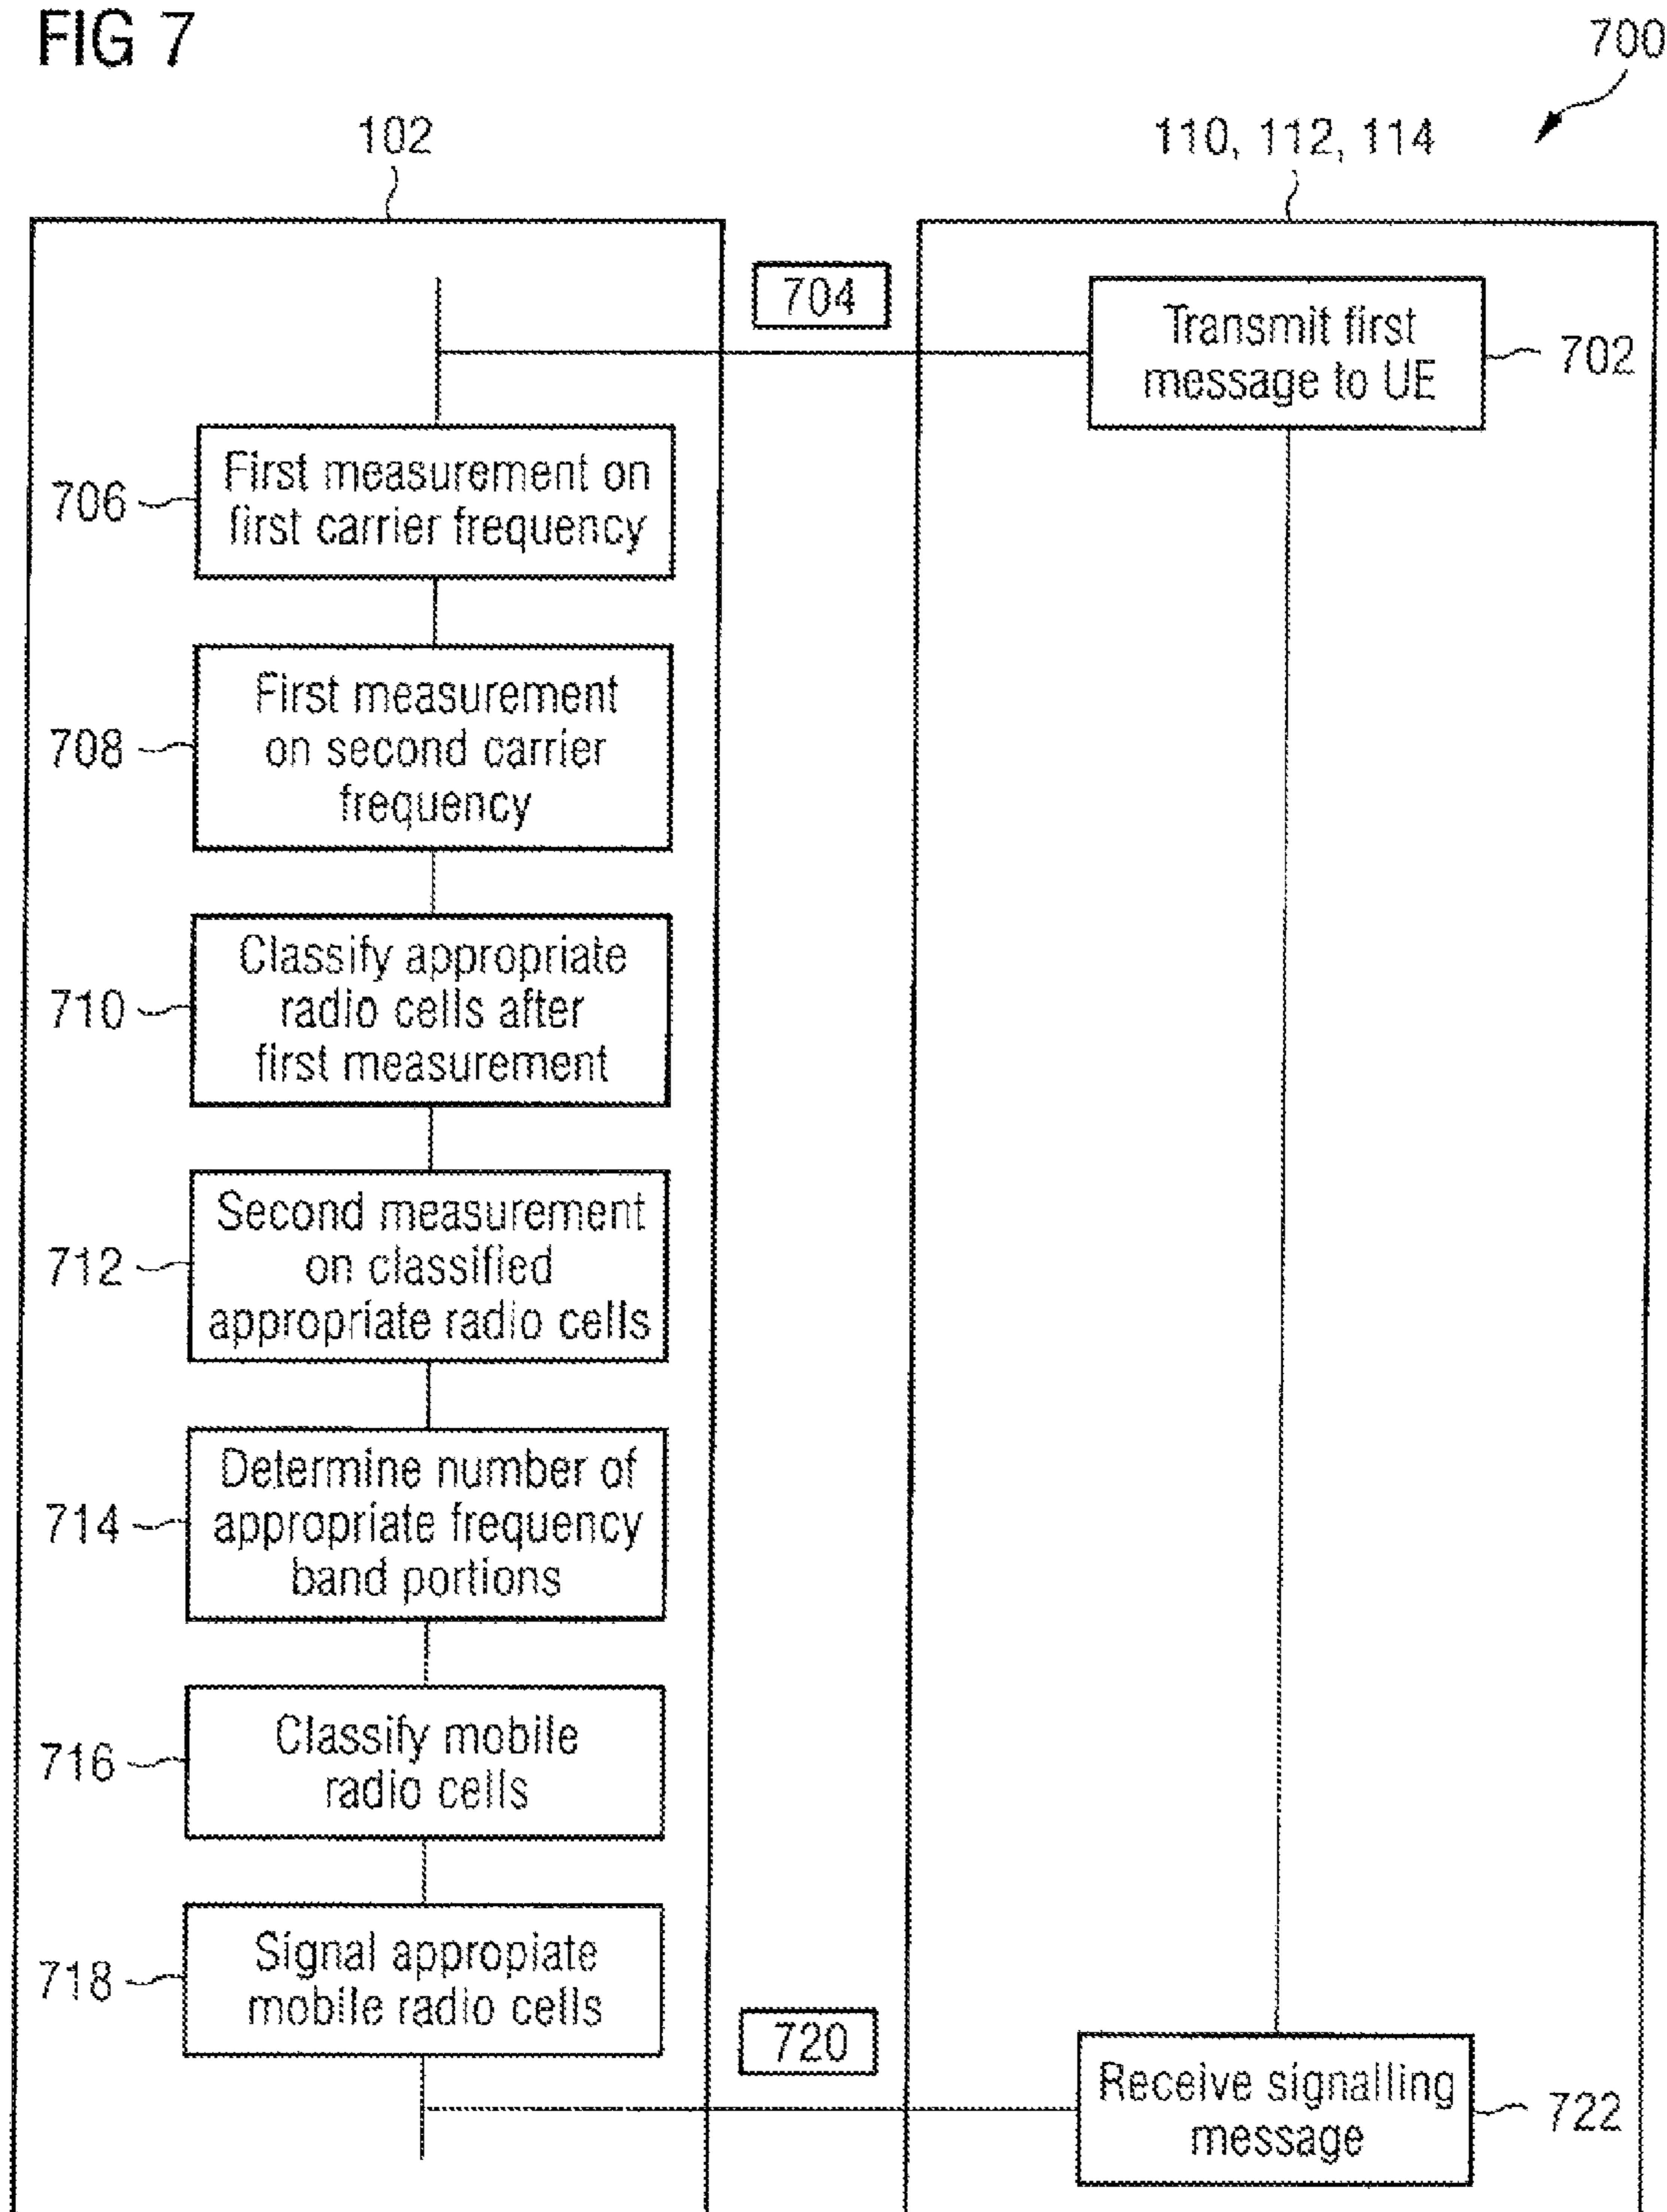 FIG 7
700
102
110, 112, 114
704
Transmit first
message to UE
702
First measurement on
first carrier frequency
706
First measurement
on second carrier
frequency
708
Classify appropriate
radio cells after
first measurement
710
Second measurement
on classified
appropriate radio cells
712
Determine number of
appropriate frequency
band portions
714
Classify mobile
radio cells
716
Signal appropiate
mobile radio cells
718
720
Receive signalling
message
722